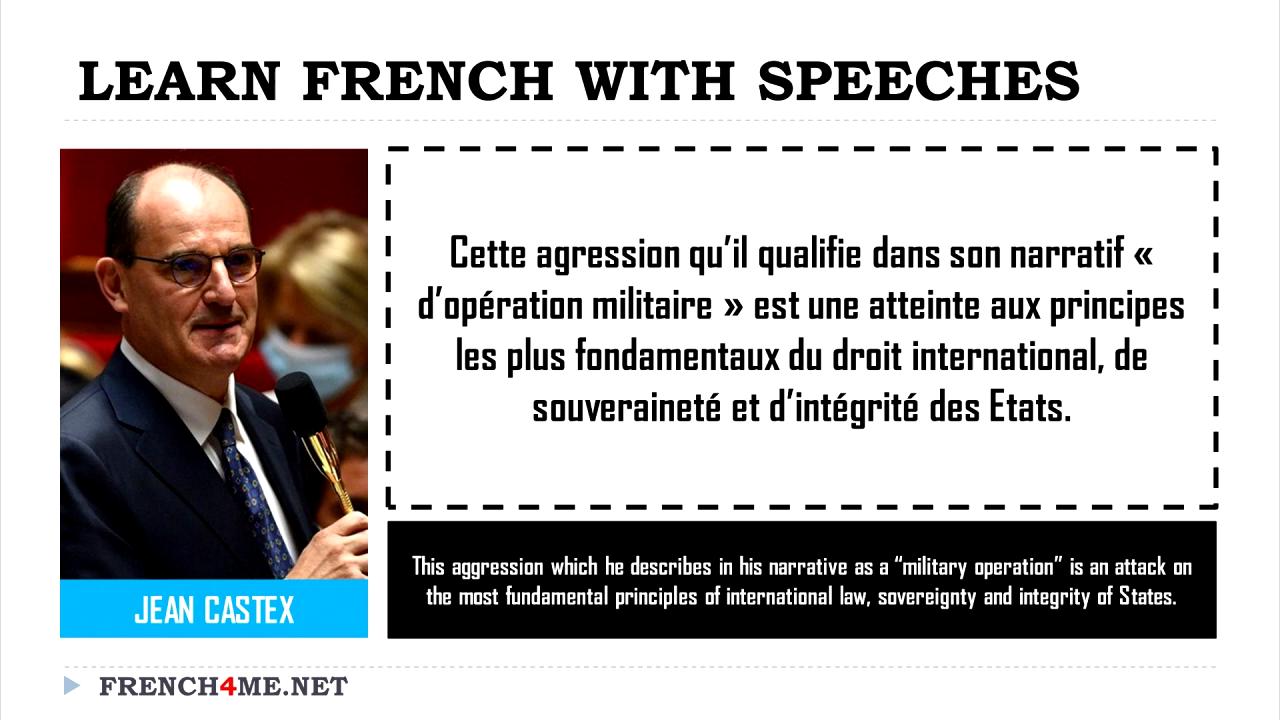 LEARN FRENCH WITH SPEECHES
Cette agression qu’il qualifie dans son narratif «
d’opération militaire » est une atteinte aux principes
les plus fondamentaux du droit international, de
souveraineté et d’intégrité des Etats.
This aggression which he describes in his narrative as a “military operation” is an attack on
the most fundamental principles of international law, sovereignty and integrity of States.
JEAN CASTEX
FRENCH4ME.NET